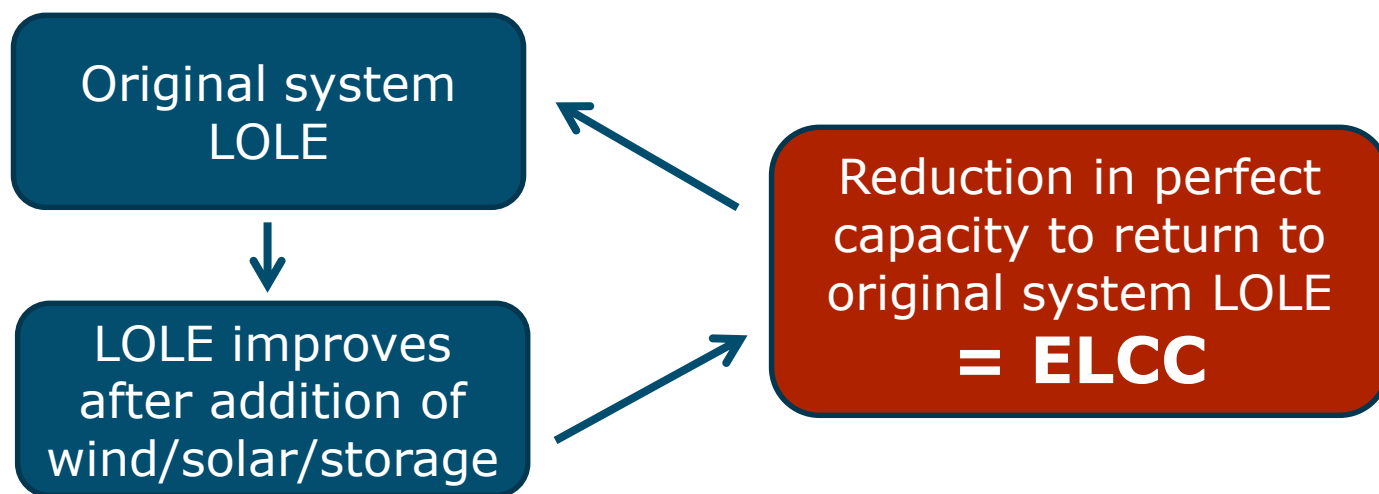 Original system
LOLE
LOLE improves
after addition of
wind/solar/storage
Reduction in perfect
capacity to return to
original system LOLE
= ELCC